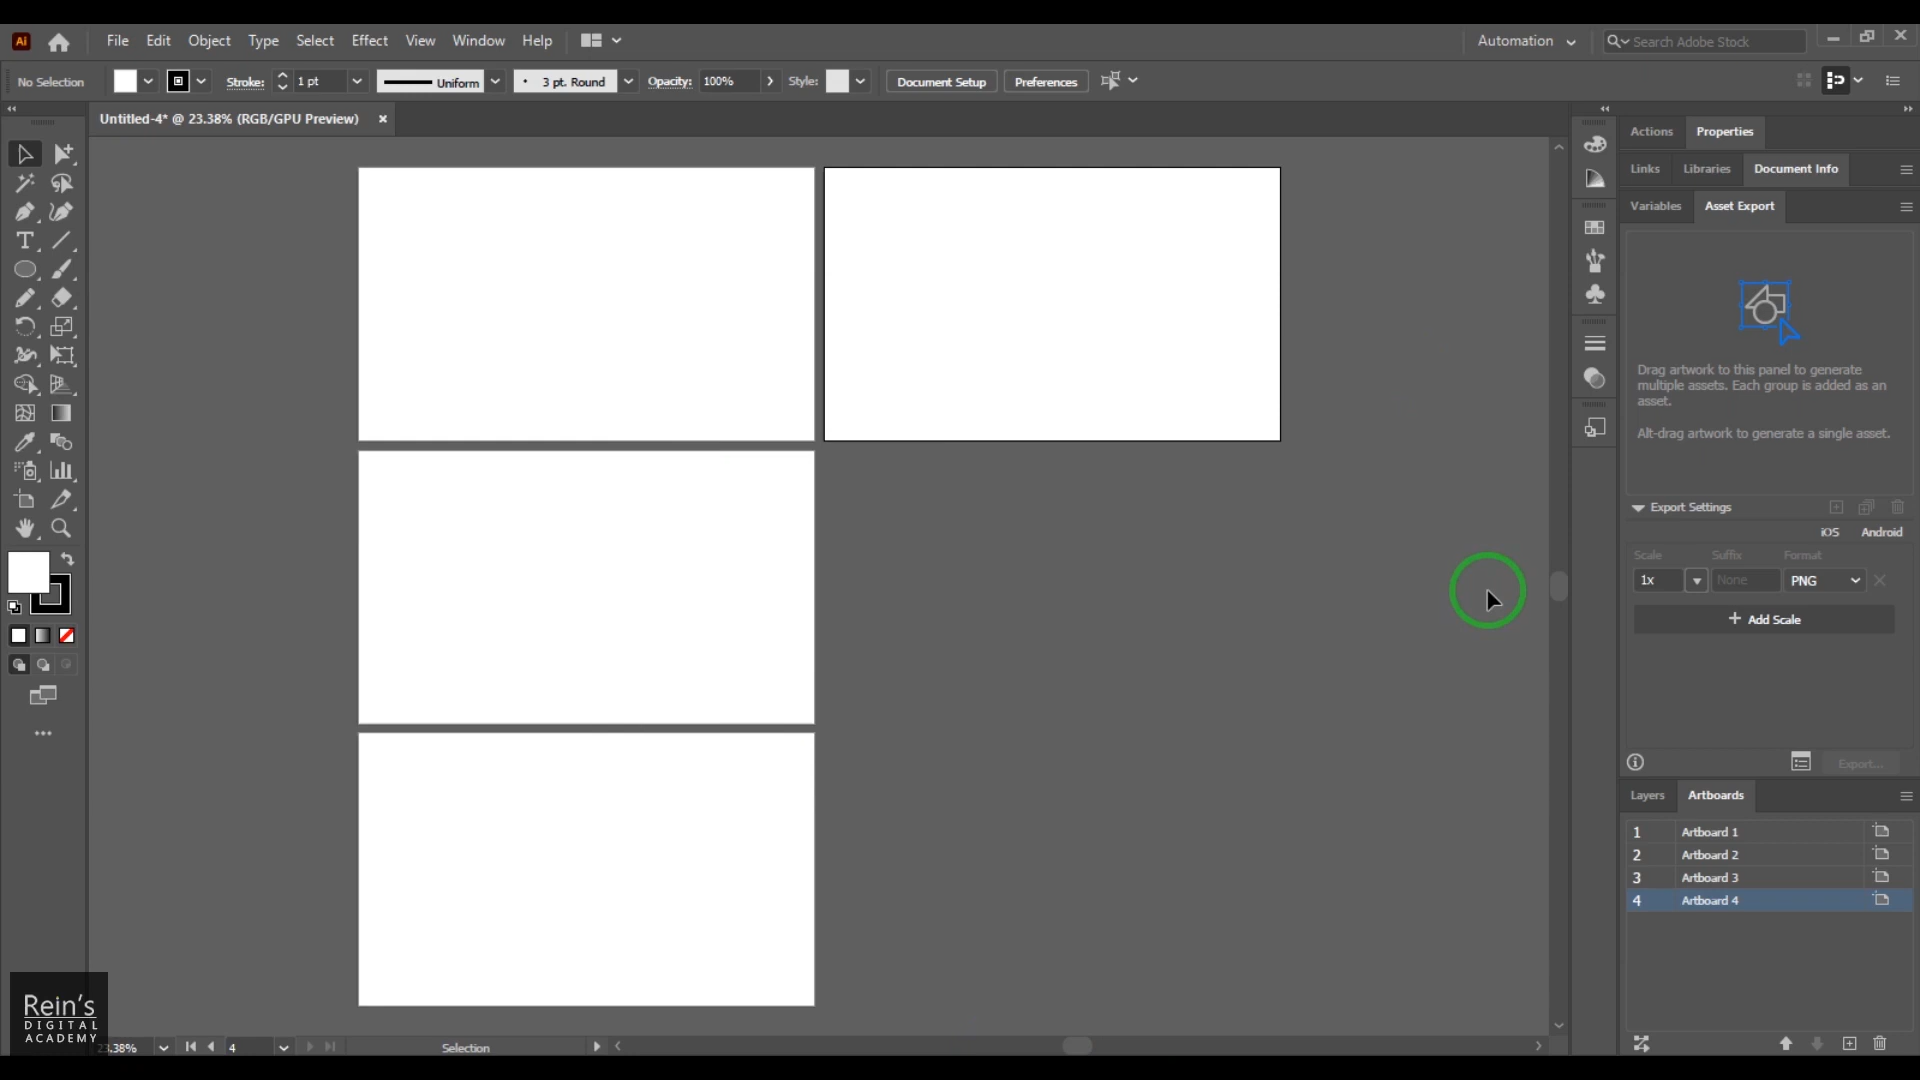 Ai File Edit Object Type Select Effect View Window Help Automation Search Adobe Stock
No Selection Stroke: 1 pt Uniform 3 pt. Round Opacity: 100% Style: Document Setup Preferences
Untitled-4* @ 23.38% (RGB/GPU Preview) ×
Actions Properties
Links Libraries Document Info
Variables Asset Export
Drag artwork to this panel to generate
multiple assets. Each group is added as an
asset.
Alt-drag artwork to generate a single asset.
Export Settings
iOS Android
Scale Suffix Format
1x None PNG
+ Add Scale
Export...
Layers Artboards
1 Artboard 1
2 Artboard 2
3 Artboard 3
4 Artboard 4
Rein's
DIGITAL
ACADEMY
23.38% 4 Selection